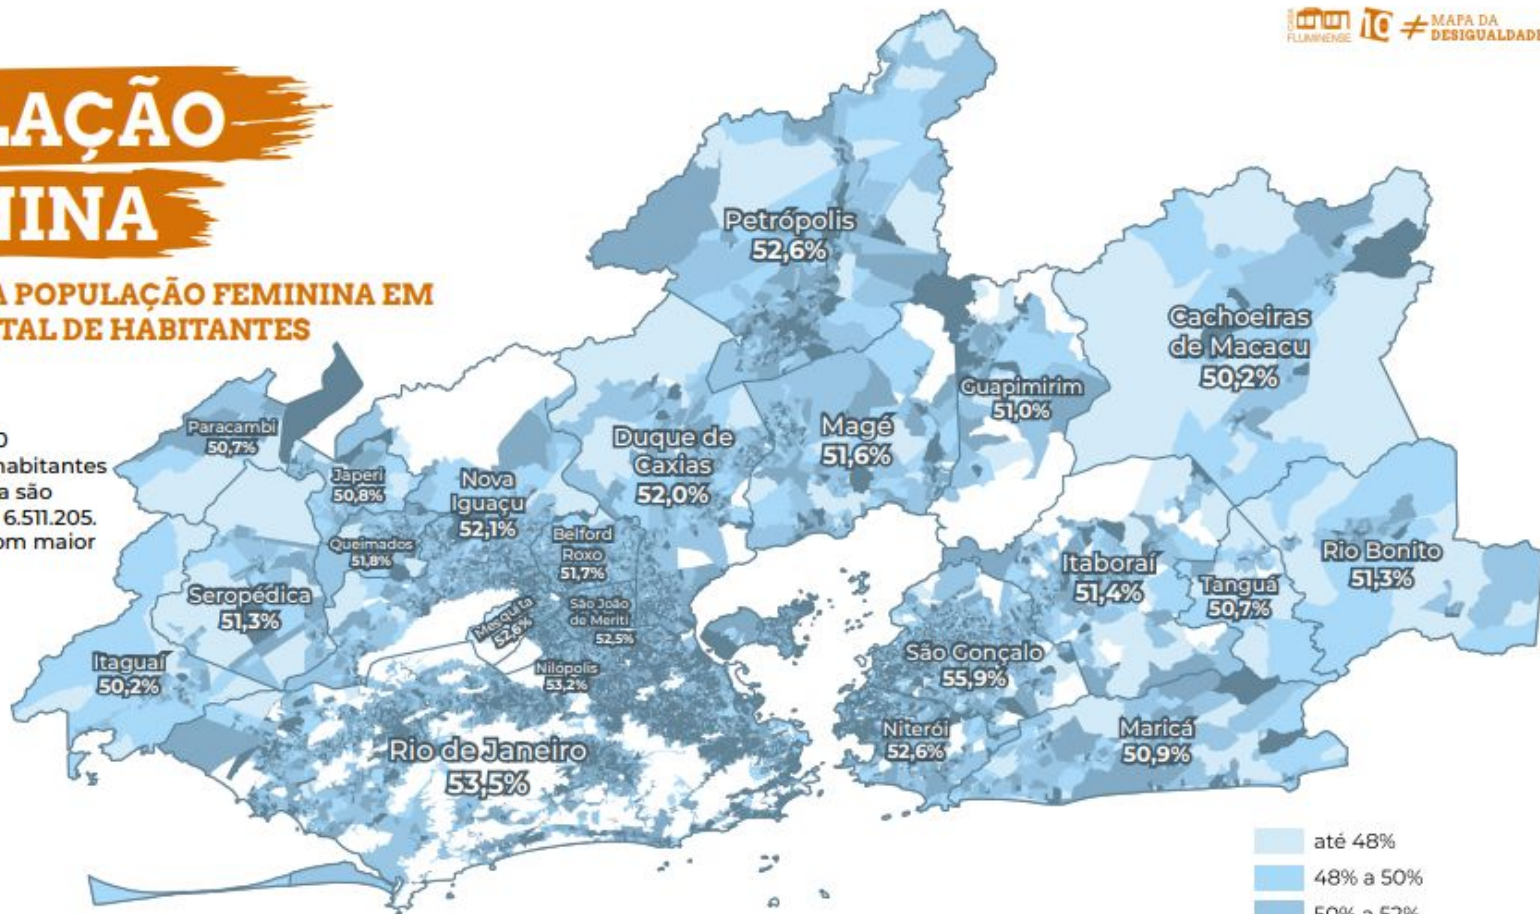 CASA
FLUMINENSE
10
≠ MAPA DA
DESIGUALDADE
LAÇÃO
NINA
A POPULAÇÃO FEMININA EM
TAL DE HABITANTES
habitantes
a são
6.511.205.
om maior
Petrópolis
52,6%
Cachoeiras
de Macacu
50,2%
Guapimirim
51,0%
Paracambi
50,7%
Magé
51,6%
Duque de
Caxias
52,0%
Japeri
50,8%
Nova
Iguaçu
52,1%
Queimados
51,8%
Belford
Roxo
51,7%
Rio Bonito
51,3%
Itaboraí
51,4%
Tanguá
50,7%
Seropédica
51,3%
São João
de Meriti
52,5%
Mesquita
52,6%
Itaguaí
50,2%
Nilópolis
53,2%
São Gonçalo
55,9%
Niterói
52,6%
Maricá
50,9%
Rio de Janeiro
53,5%
até 48%
48% a 50%
50% a 52%